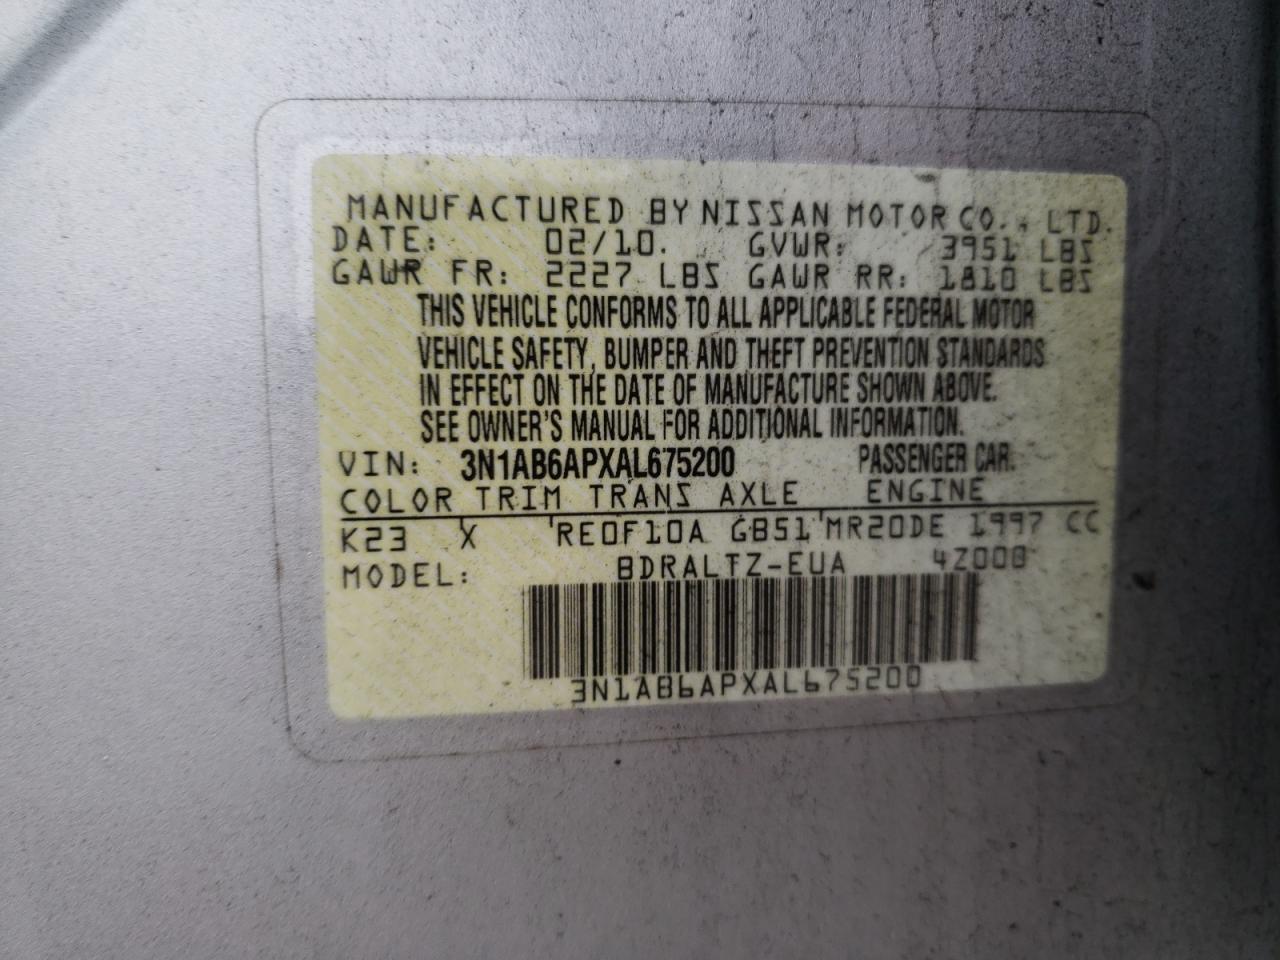 MANUFACTURED BY NISSAN MOTOR CO., LTD.
DATE: 02/10. GVWR: 3951 LBS
GAWR FR: 2227 LBS GAWR RR: 1810 LBS
THIS VEHICLE CONFORMS TO ALL APPLICABLE FEDERAL MOTOR
VEHICLE SAFETY, BUMPER AND THEFT PREVENTION STANDARDS
IN EFFECT ON THE DATE OF MANUFACTURE SHOWN ABOVE.
SEE OWNER'S MANUAL FOR ADDITIONAL INFORMATION.
VIN: 3N1AB6APXAL675200 PASSENGER CAR.
COLOR TRIM TRANS AXLE ENGINE
K23 X RE0F10A GB51 MR20DE 1997 CC
MODEL: BDRALTZ-EUA 4Z000
3N1AB6APXAL675200